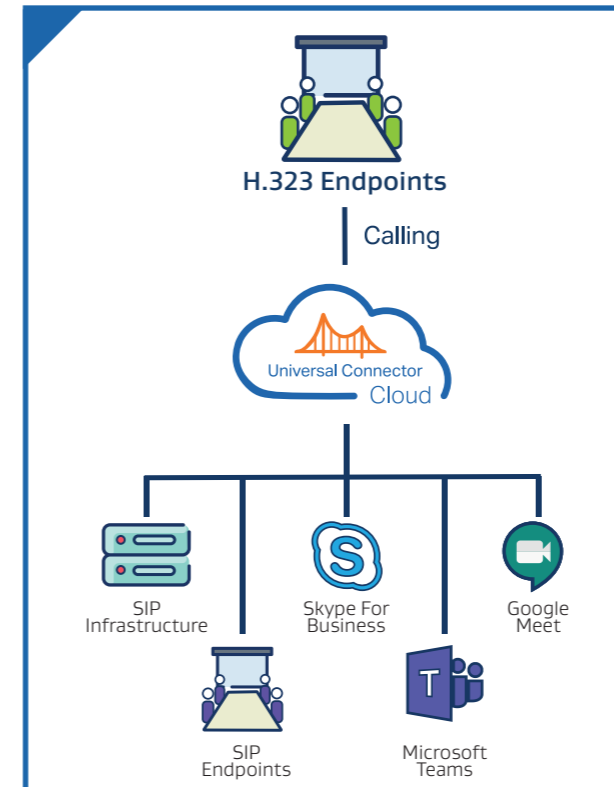 H.323 Endpoints
Calling
Universal Connector
Cloud
S
SIP
Infrastructure
Skype For
Business
Google
Meet
T
SIP
Endpoints
Microsoft
Teams